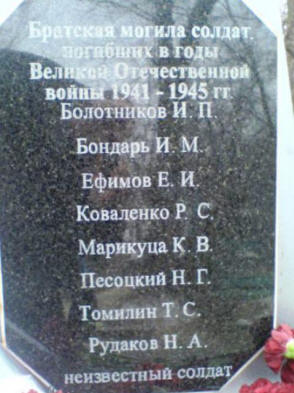 Братская могила солдат,
погибших в годы
Великой Отечественной
войны 1941 - 1945 гг.
Болотников И. П.
Бондарь И. М.
Ефимов Е. И.
Коваленко Р. С.
Марикуца К. В.
Песоцкий Н. Г.
Томилин Т. С.
Рудаков Н. А.
неизвестный солдат